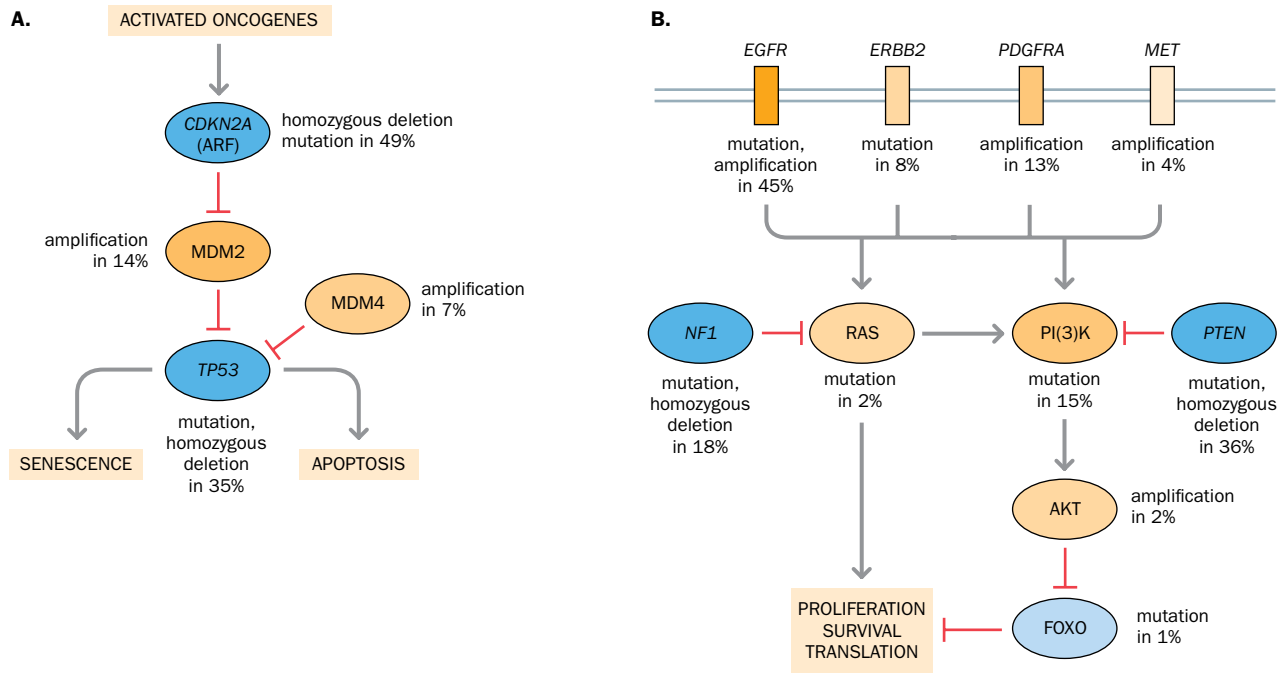 A.
ACTIVATED ONCOGENES
CDKN2A
(ARF)
homozygous deletion
mutation in 49%
amplification
in 14%
MDM2
MDM4
amplification
in 7%
TP53
mutation,
homozygous
deletion
in 35%
SENESCENCE
APOPTOSIS
B.
EGFR
ERBB2
PDGFRA
MET
mutation,
amplification
in 45%
mutation
in 8%
amplification
in 13%
amplification
in 4%
NF1
RAS
PI(3)K
PTEN
mutation,
homozygous
deletion
in 18%
mutation
in 2%
mutation
in 15%
mutation,
homozygous
deletion
in 36%
AKT
amplification
in 2%
PROLIFERATION
SURVIVAL
TRANSLATION
FOXO
mutation
in 1%